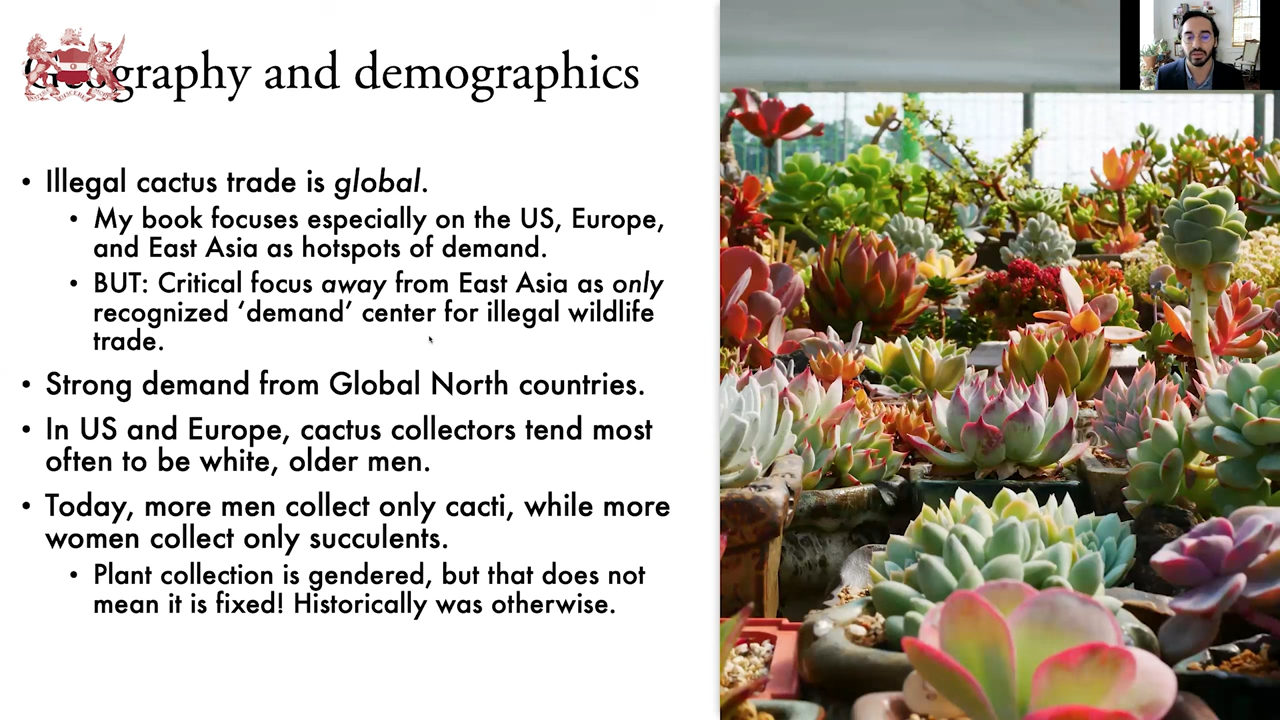 Geography and demographics
• Illegal cactus trade is global.
• My book focuses especially on the US, Europe,
and East Asia as hotspots of demand.
• BUT: Critical focus away from East Asia as only
recognized ‘demand’ center for illegal wildlife
trade.
• Strong demand from Global North countries.
• In US and Europe, cactus collectors tend most
often to be white, older men.
• Today, more men collect only cacti, while more
women collect only succulents.
• Plant collection is gendered, but that does not
mean it is fixed! Historically was otherwise.